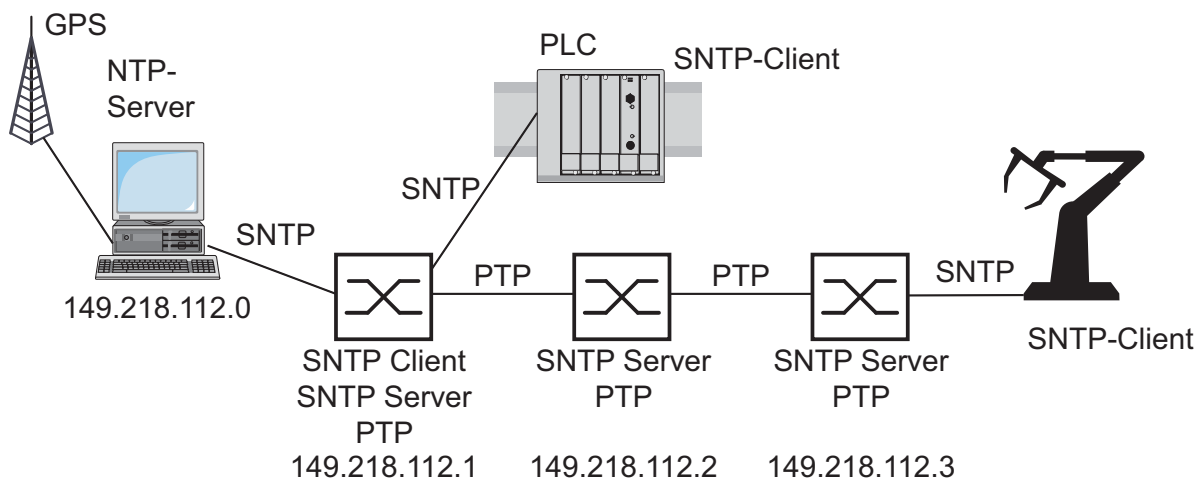 GPS
NTP-
Server
PLC
SNTP-Client
SNTP
SNTP
PTP
PTP
SNTP
149.218.112.0
SNTP-Client
SNTP Client
SNTP Server
PTP
149.218.112.1
SNTP Server
PTP
149.218.112.2
SNTP Server
PTP
149.218.112.3